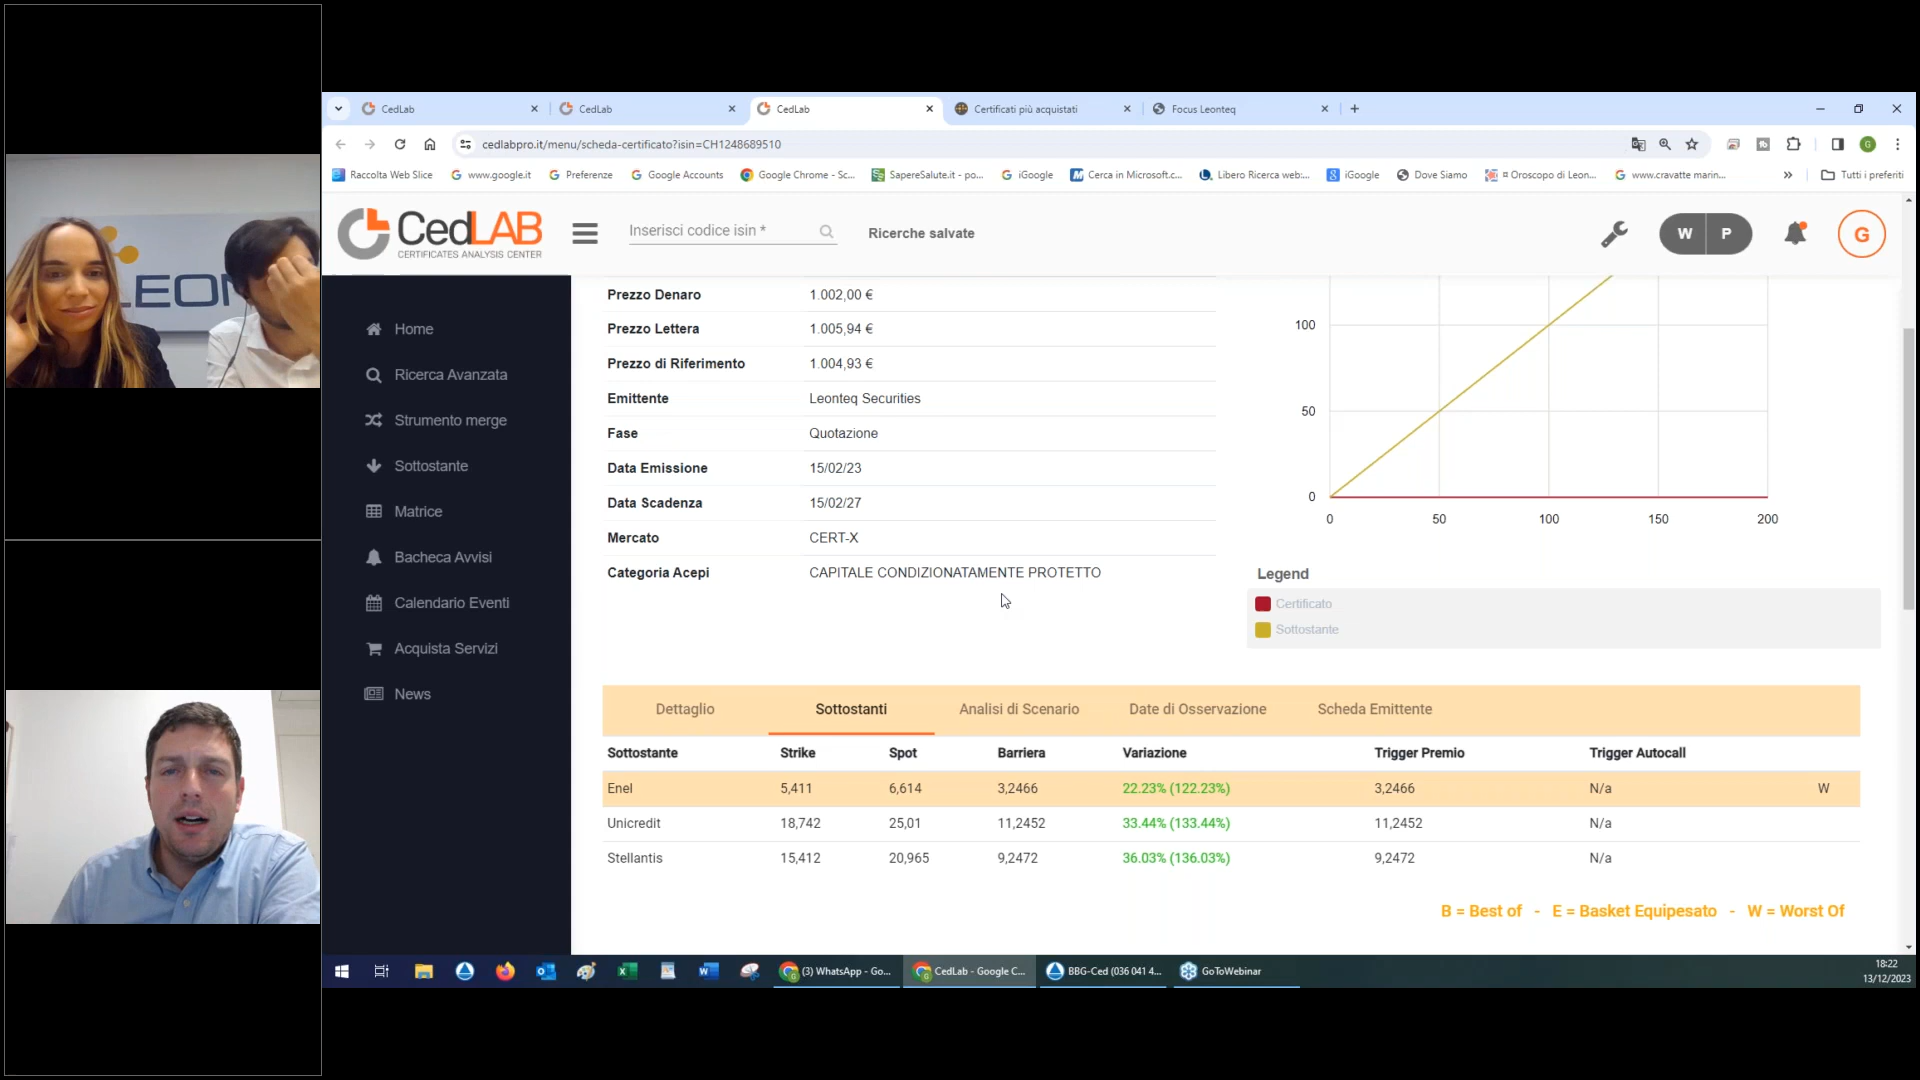 LEON
CedLab
CedLab
CedLab
Certificati più acquistati
Focus Leonteq
cedlabpro.it/menu/scheda-certificato?isin=CH1248689510
G
Raccolta Web Slice
www.google.it
Preferenze
Google Accounts
Google Chrome - Sc...
SapereSalute.it - po...
iGoogle
Cerca in Microsoft.c...
Libero Ricerca web:...
iGoogle
Dove Siamo
¤ Oroscopo di Leon...
www.cravatte marin...
»
Tutti i preferiti
CedLAB
CERTIFICATES ANALYSIS CENTER
Inserisci codice isin *
Ricerche salvate
W P
G
Home
Ricerca Avanzata
Strumento merge
Sottostante
Matrice
Bacheca Avvisi
Calendario Eventi
Acquista Servizi
News
Prezzo Denaro 1.002,00 €
Prezzo Lettera 1.005,94 €
Prezzo di Riferimento 1.004,93 €
Emittente Leonteq Securities
Fase Quotazione
Data Emissione 15/02/23
Data Scadenza 15/02/27
Mercato CERT-X
Categoria Acepi CAPITALE CONDIZIONATAMENTE PROTETTO
100
50
0
0 50 100 150 200
Legend
Certificato
Sottostante
Dettaglio Sottostanti Analisi di Scenario Date di Osservazione Scheda Emittente
Sottostante Strike Spot Barriera Variazione Trigger Premio Trigger Autocall
Enel 5,411 6,614 3,2466 22.23% (122.23%) 3,2466 N/a W
Unicredit 18,742 25,01 11,2452 33.44% (133.44%) 11,2452 N/a
Stellantis 15,412 20,965 9,2472 36.03% (136.03%) 9,2472 N/a
B = Best of - E = Basket Equipesato - W = Worst Of
(3) WhatsApp - Go...
CedLab - Google C...
BBG-Ced (036 041 4...
GoToWebinar
18:22
13/12/2023